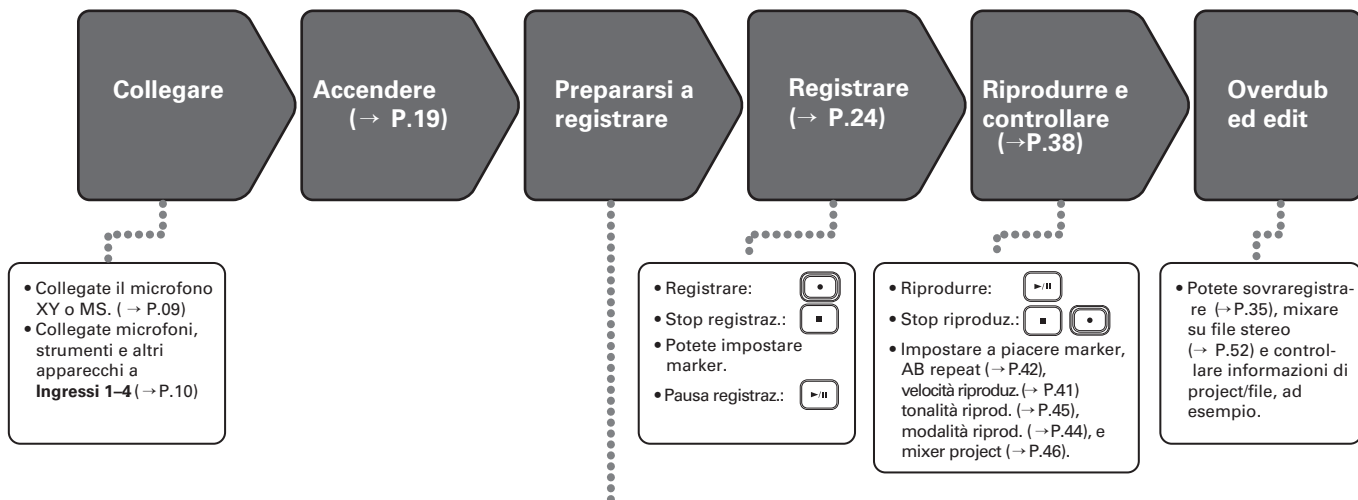 Collegare
Accendere
(→ P.19)
Prepararsi a
registrare
Registrare
(→ P.24)
Riprodurre e
controllare
(→P.38)
Overdub
ed edit
• Collegate il microfono
XY o MS. ( → P.09)
• Collegate microfoni,
strumenti e altri
apparecchi a
Ingressi 1–4 (→P.10)
• Registrare:
• Stop registraz.:
• Potete impostare
marker.
• Pausa registraz.:
• Riprodurre:
• Stop riproduz.:
• Impostare a piacere marker,
AB repeat (→P.42),
velocità riproduz.(→ P.41)
tonalità riprod. (→P.45),
modalità riprod. (→P.44), e
mixer project (→P.46).
• Potete sovraregistra-
re (→P.35), mixare
su file stereo
(→ P.52) e control-
lare informazioni di
project/file, ad
esempio.